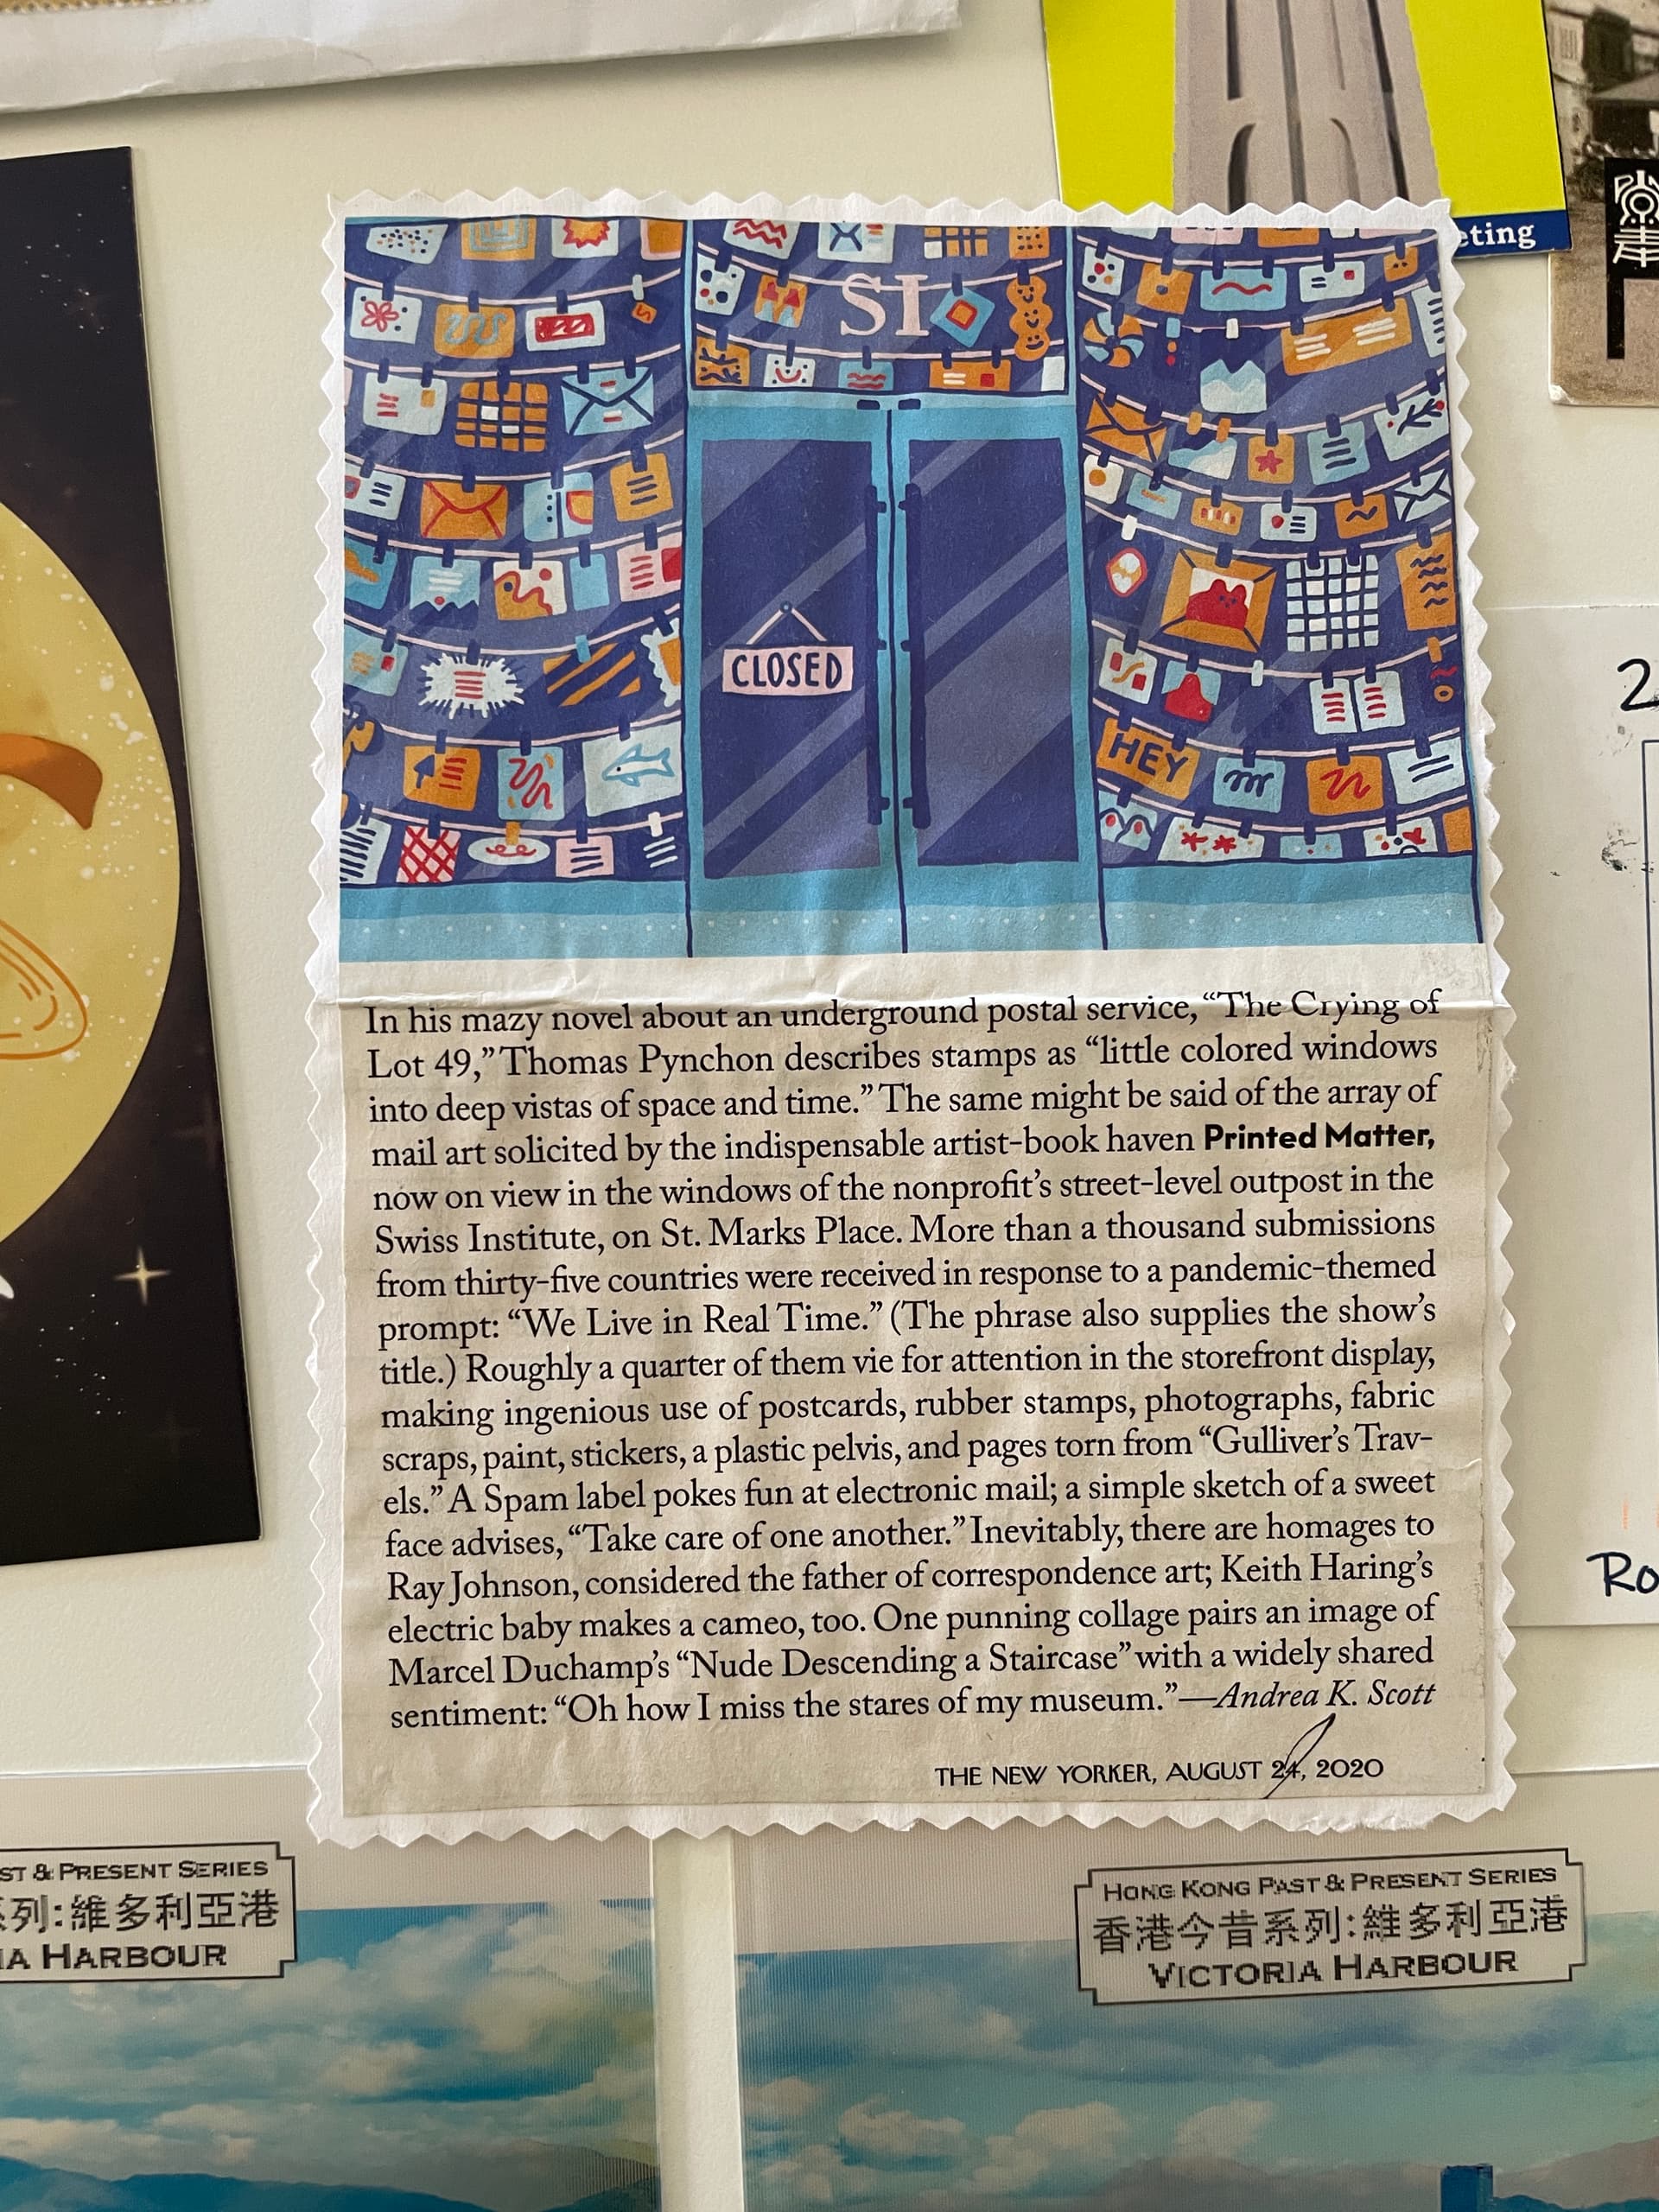 eting
SI
CLOSED
HEY
In his mazy novel about an underground postal service, “The Crying of
Lot 49,” Thomas Pynchon describes stamps as “little colored windows
into deep vistas of space and time.” The same might be said of the array of
mail art solicited by the indispensable artist-book haven Printed Matter,
now on view in the windows of the nonprofit’s street-level outpost in the
Swiss Institute, on St. Marks Place. More than a thousand submissions
from thirty-five countries were received in response to a pandemic-themed
prompt: “We Live in Real Time.” (The phrase also supplies the show’s
title.) Roughly a quarter of them vie for attention in the storefront display,
making ingenious use of postcards, rubber stamps, photographs, fabric
scraps, paint, stickers, a plastic pelvis, and pages torn from “Gulliver’s Trav-
els.” A Spam label pokes fun at electronic mail; a simple sketch of a sweet
face advises, “Take care of one another.” Inevitably, there are homages to
Ray Johnson, considered the father of correspondence art; Keith Haring’s
electric baby makes a cameo, too. One punning collage pairs an image of
Marcel Duchamp’s “Nude Descending a Staircase” with a widely shared
sentiment: “Oh how I miss the stares of my museum.”—Andrea K. Scott
THE NEW YORKER, AUGUST 24, 2020
2
Ro
ST & PRESENT SERIES
系列:維多利亞港
IA HARBOUR
HONG KONG PAST & PRESENT SERIES
香港今昔系列:維多利亞港
VICTORIA HARBOUR